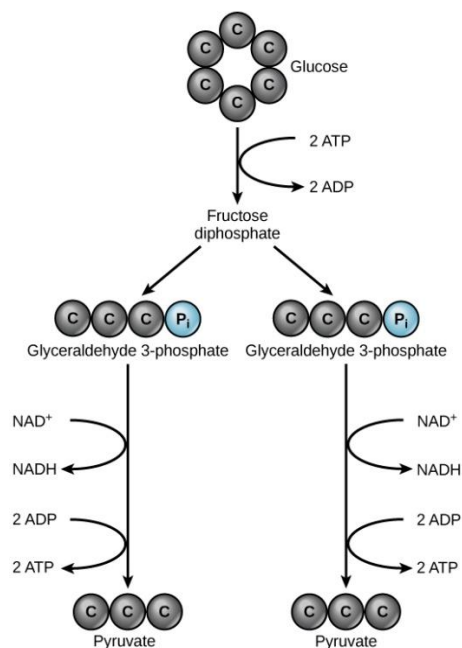 C
C
C
C
C
C
Glucose
2 ATP
2 ADP
Fructose
diphosphate
C C C Pᵢ
Glyceraldehyde 3-phosphate
C C C Pᵢ
Glyceraldehyde 3-phosphate
NAD⁺
NADH
2 ADP
2 ATP
NAD⁺
NADH
2 ADP
2 ATP
C C C
Pyruvate
C C C
Pyruvate